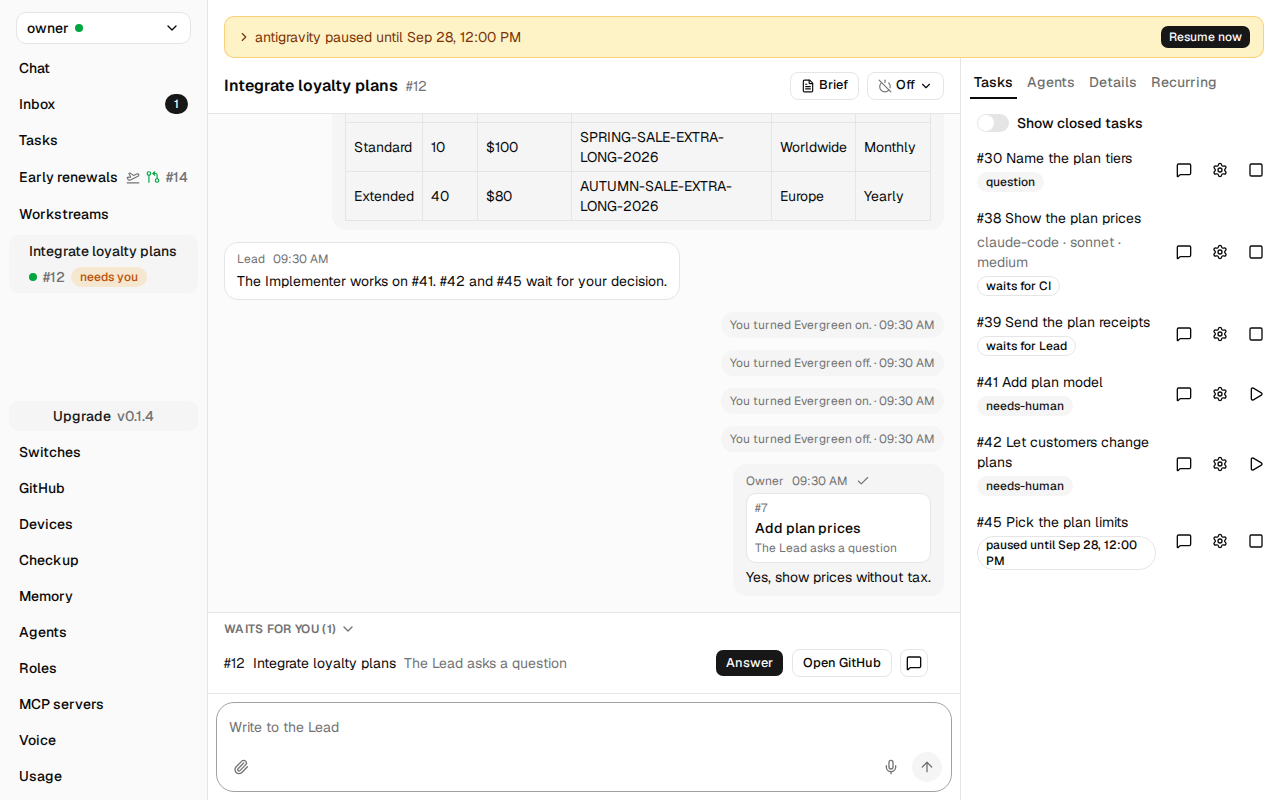 owner
Chat
Inbox 1
Tasks
Early renewals #14
Workstreams
Integrate loyalty plans
#12 needs you
Upgrade v0.1.4
Switches
GitHub
Devices
Checkup
Memory
Agents
Roles
MCP servers
Voice
Usage
antigravity paused until Sep 28, 12:00 PM
Resume now
Integrate loyalty plans #12
Brief
Off
Standard 10 $100 SPRING-SALE-EXTRA-
LONG-2026 Worldwide Monthly
Extended 40 $80 AUTUMN-SALE-EXTRA-
LONG-2026 Europe Yearly
Lead 09:30 AM
The Implementer works on #41. #42 and #45 wait for your decision.
You turned Evergreen on. · 09:30 AM
You turned Evergreen off. · 09:30 AM
You turned Evergreen on. · 09:30 AM
You turned Evergreen off. · 09:30 AM
Owner 09:30 AM
#7
Add plan prices
The Lead asks a question
Yes, show prices without tax.
WAITS FOR YOU (1)
#12 Integrate loyalty plans The Lead asks a question
Answer
Open GitHub
Write to the Lead
Tasks Agents Details Recurring
Show closed tasks
#30 Name the plan tiers
question
#38 Show the plan prices
claude-code · sonnet ·
medium
waits for CI
#39 Send the plan receipts
waits for Lead
#41 Add plan model
needs-human
#42 Let customers change
plans
needs-human
#45 Pick the plan limits
paused until Sep 28, 12:00
PM